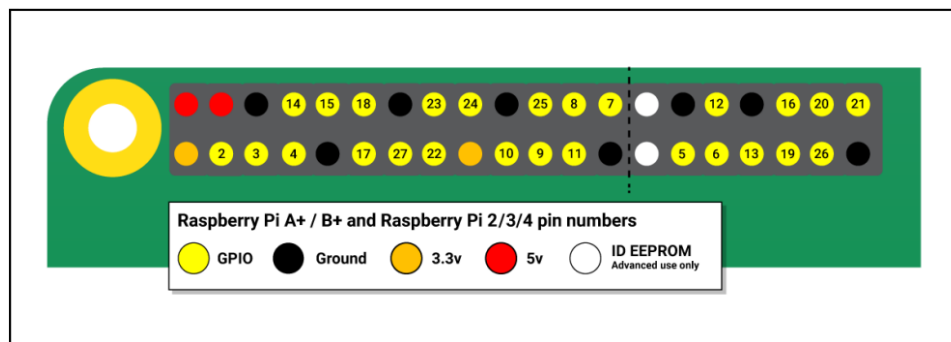 14 15 18 23 24 25 8 7 12 16 20 21
2 3 4 17 27 22 10 9 11 5 6 13 19 26
Raspberry Pi A+ / B+ and Raspberry Pi 2/3/4 pin numbers
GPIO Ground 3.3v 5v ID EEPROM
Advanced use only